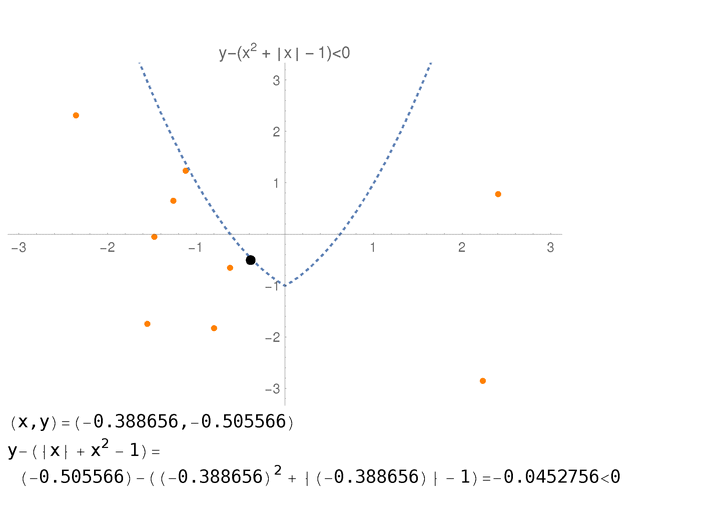 y−(x² + |x| − 1)<0
3
2
1
−3 −2 −1 1 2 3
−1
−2
−3
(x,y)=(−0.388656,−0.505566)
y−(|x| + x² − 1)=
(−0.505566)−((−0.388656)² + |(−0.388656)| − 1)=−0.0452756<0